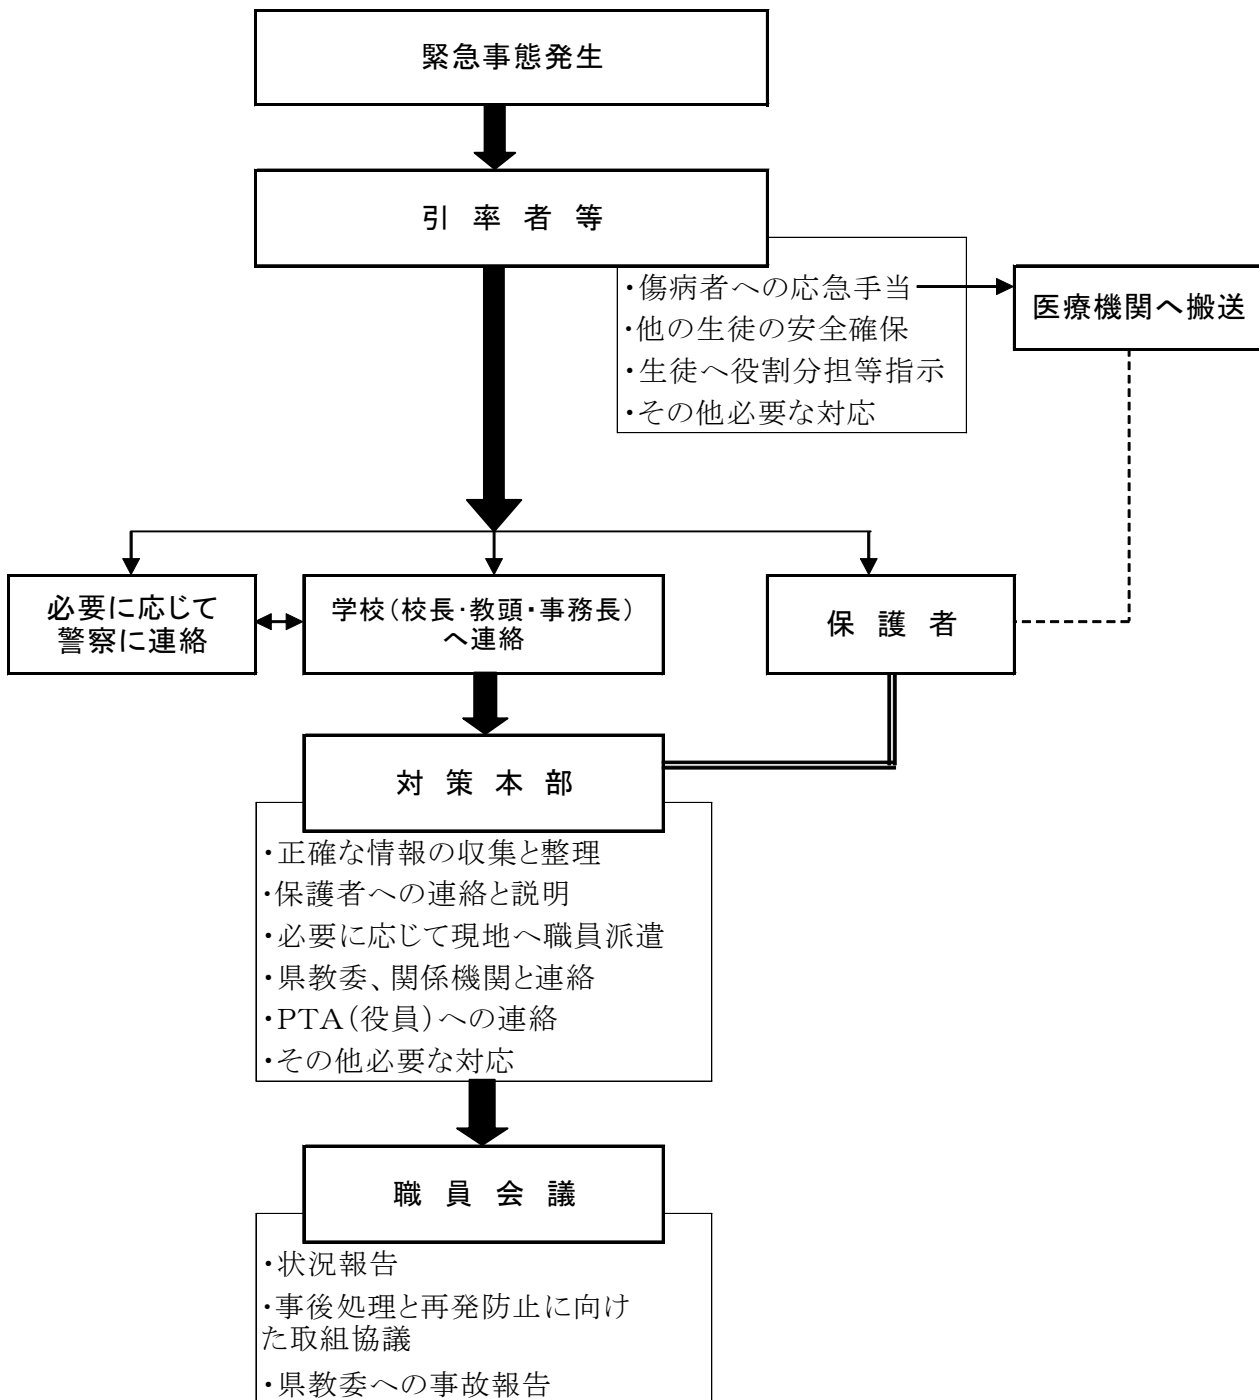 緊急事態発生
引 率 者 等
・傷病者への応急手当
・他の生徒の安全確保
・生徒へ役割分担等指示
・その他必要な対応
医療機関へ搬送
必要に応じて
警察に連絡
学校(校長・教頭・事務長)
へ連絡
保 護 者
対 策 本 部
・正確な情報の収集と整理
・保護者への連絡と説明
・必要に応じて現地へ職員派遣
・県教委、関係機関と連絡
・PTA(役員)への連絡
・その他必要な対応
職 員 会 議
・状況報告
・事後処理と再発防止に向け
た取組協議
・県教委への事故報告